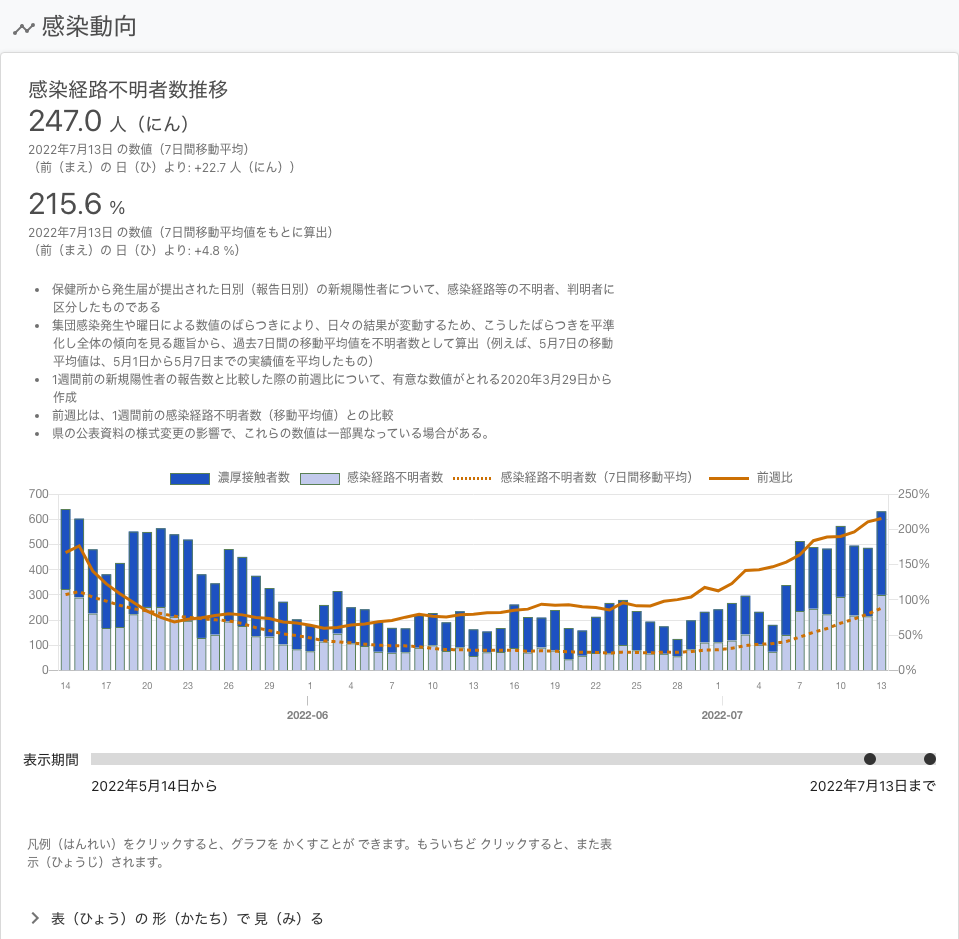 感染動向
感染経路不明者数推移
247.0 人（にん）
2022年7月13日 の数値（7日間移動平均）
（前（まえ）の 日（ひ）より: +22.7 人（にん））
215.6 %
2022年7月13日 の数値（7日間移動平均値をもとに算出）
（前（まえ）の 日（ひ）より: +4.8 %）
• 保健所から発生届が提出された日別（報告日別）の新規陽性者について、感染経路等の不明者、判明者に
区分したものである
• 集団感染発生や曜日による数値のばらつきにより、日々の結果が変動するため、こうしたばらつきを平準
化し全体の傾向を見る趣旨から、過去7日間の移動平均値を不明者数として算出（例えば、5月7日の移動
平均値は、5月1日から5月7日までの実績値を平均したもの）
• 1週間前の新規陽性者の報告数と比較した際の前週比について、有意な数値がとれる2020年3月29日から
作成
• 前週比は、1週間前の感染経路不明者数（移動平均値）との比較
• 県の公表資料の様式変更の影響で、これらの数値は一部異なっている場合がある。
濃厚接触者数 感染経路不明者数 感染経路不明者数（7日間移動平均） 前週比
700 250%
600 200%
500
400 150%
300 100%
200
100 50%
0 0%
14 17 20 23 26 29 1 4 7 10 13 16 19 22 25 28 1 4 7 10 13
2022-06 2022-07
表示期間
2022年5月14日から 2022年7月13日まで
凡例（はんれい）をクリックすると、グラフを かくすことが できます。もういちど クリックすると、また表
示（ひょうじ）されます。
表（ひょう）の 形（かたち）で 見（み）る